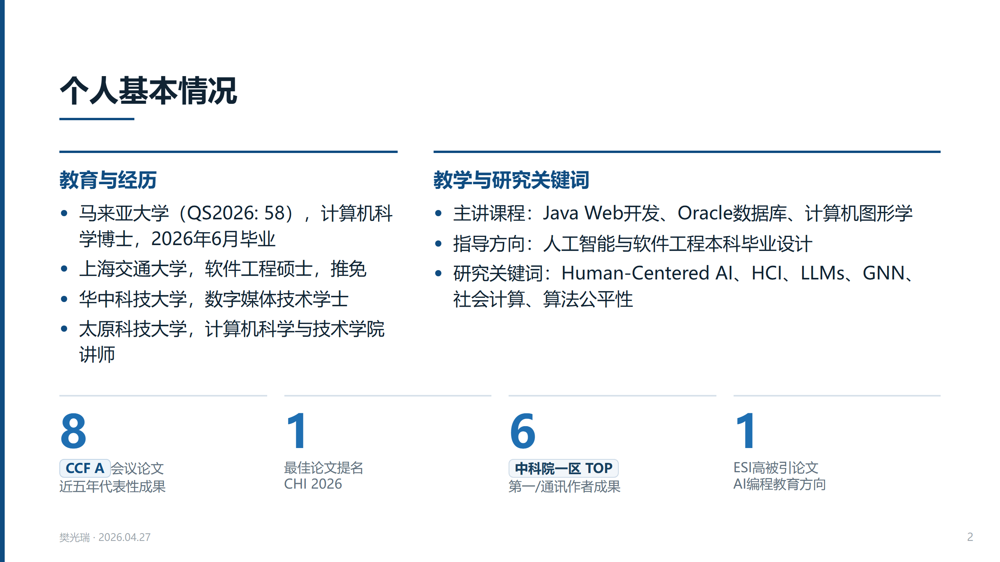 个人基本情况
教育与经历
• 马来亚大学（QS2026: 58），计算机科
学博士，2026年6月毕业
• 上海交通大学，软件工程硕士，推免
• 华中科技大学，数字媒体技术学士
• 太原科技大学，计算机科学与技术学院
讲师
教学与研究关键词
• 主讲课程：Java Web开发、Oracle数据库、计算机图形学
• 指导方向：人工智能与软件工程本科毕业设计
• 研究关键词：Human-Centered AI、HCI、LLMs、GNN、
社会计算、算法公平性
8
CCF A 会议论文
近五年代表性成果
1
最佳论文提名
CHI 2026
6
中科院一区 TOP
第一/通讯作者成果
1
ESI高被引论文
AI编程教育方向
樊光瑞 · 2026.04.27
2